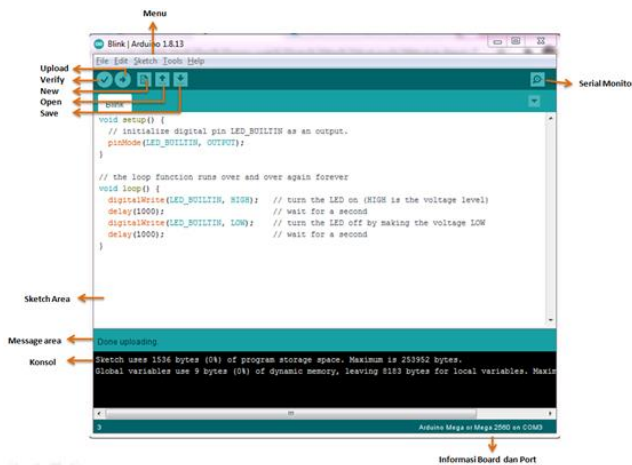 Menu
Blink | Arduino 1.8.13
File Edit Sketch Tools Help
Upload
Verify
New
Open
Save
Serial Monito
Blink
void setup() {
// initialize digital pin LED_BUILTIN as an output.
pinMode(LED_BUILTIN, OUTPUT);
}
// the loop function runs over and over again forever
void loop() {
digitalWrite(LED_BUILTIN, HIGH); // turn the LED on (HIGH is the voltage level)
delay(1000); // wait for a second
digitalWrite(LED_BUILTIN, LOW); // turn the LED off by making the voltage LOW
delay(1000); // wait for a second
}
Sketch Area
Message area
Done uploading.
Konsol
Sketch uses 1536 bytes (0%) of program storage space. Maximum is 253952 bytes.
Global variables use 9 bytes (0%) of dynamic memory, leaving 8183 bytes for local variables. Maxim
3
Arduino Mega or Mega 2560 on COM3
Informasi Board dan Port